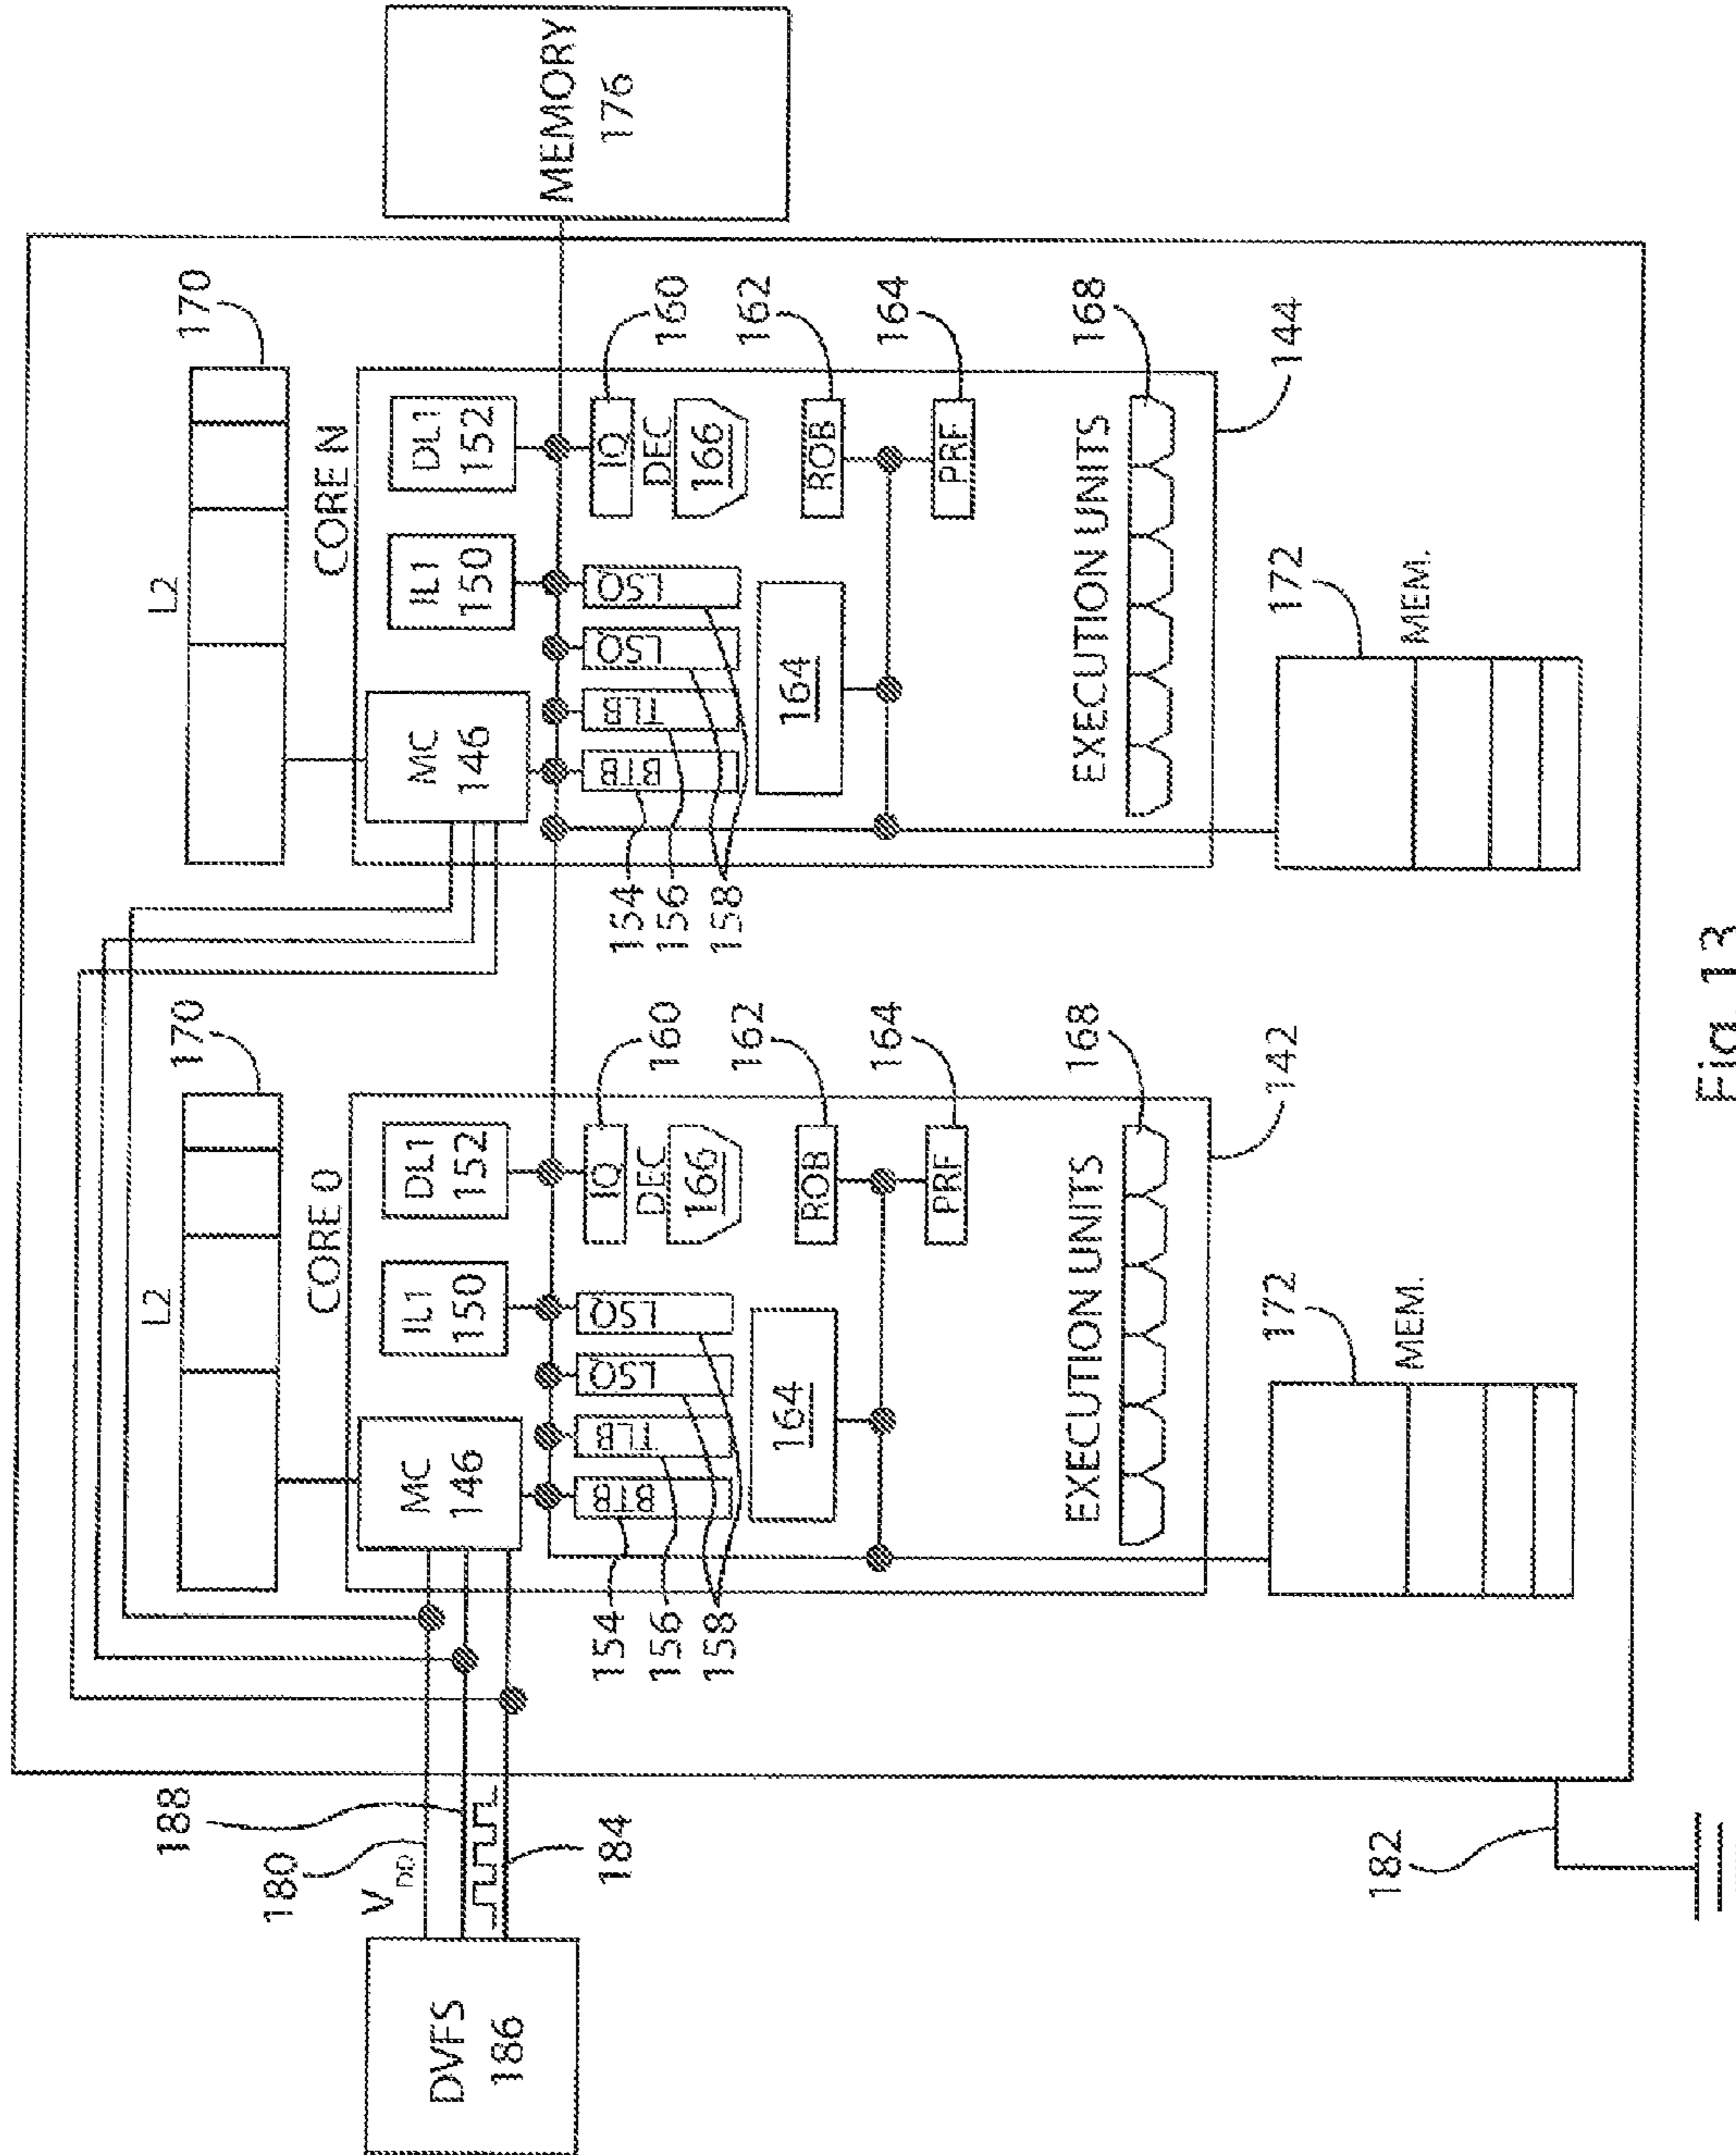 DVFS
186
V DD
180
188
184
182
L2
170
CORE 0
MC
146
IL1
150
DL1
152
BTB
TLB
LSQ
LSQ
IQ
DEC
166
154
156
158
160
164
ROB
162
PRF
164
EXECUTION UNITS
168
142
172
MEM.
L2
170
CORE N
MC
146
IL1
150
DL1
152
BTB
TLB
LSQ
LSQ
IQ
DEC
166
154
156
158
160
164
ROB
162
PRF
164
EXECUTION UNITS
168
144
172
MEM.
MEMORY
176
Fig. 13